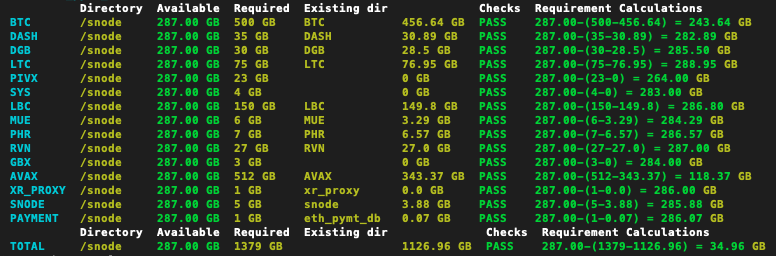 Directory Available Required Existing dir Checks Requirement Calculations
BTC /snode 287.00 GB 500 GB BTC 456.64 GB PASS 287.00-(500-456.64) = 243.64 GB
DASH /snode 287.00 GB 35 GB DASH 30.89 GB PASS 287.00-(35-30.89) = 282.89 GB
DGB /snode 287.00 GB 30 GB DGB 28.5 GB PASS 287.00-(30-28.5) = 285.50 GB
LTC /snode 287.00 GB 75 GB LTC 76.95 GB PASS 287.00-(75-76.95) = 288.95 GB
PIVX /snode 287.00 GB 23 GB 0 GB PASS 287.00-(23-0) = 264.00 GB
SYS /snode 287.00 GB 4 GB 0 GB PASS 287.00-(4-0) = 283.00 GB
LBC /snode 287.00 GB 150 GB LBC 149.8 GB PASS 287.00-(150-149.8) = 286.80 GB
MUE /snode 287.00 GB 6 GB MUE 3.29 GB PASS 287.00-(6-3.29) = 284.29 GB
PHR /snode 287.00 GB 7 GB PHR 6.57 GB PASS 287.00-(7-6.57) = 286.57 GB
RVN /snode 287.00 GB 27 GB RVN 27.0 GB PASS 287.00-(27-27.0) = 287.00 GB
GBX /snode 287.00 GB 3 GB 0 GB PASS 287.00-(3-0) = 284.00 GB
AVAX /snode 287.00 GB 512 GB AVAX 343.37 GB PASS 287.00-(512-343.37) = 118.37 GB
XR_PROXY /snode 287.00 GB 1 GB xr_proxy 0.0 GB PASS 287.00-(1-0.0) = 286.00 GB
SNODE /snode 287.00 GB 5 GB snode 3.88 GB PASS 287.00-(5-3.88) = 285.88 GB
PAYMENT /snode 287.00 GB 1 GB eth_pymt_db 0.07 GB PASS 287.00-(1-0.07) = 286.07 GB
Directory Available Required Existing dir Checks Requirement Calculations
TOTAL /snode 287.00 GB 1379 GB 1126.96 GB PASS 287.00-(1379-1126.96) = 34.96 GB